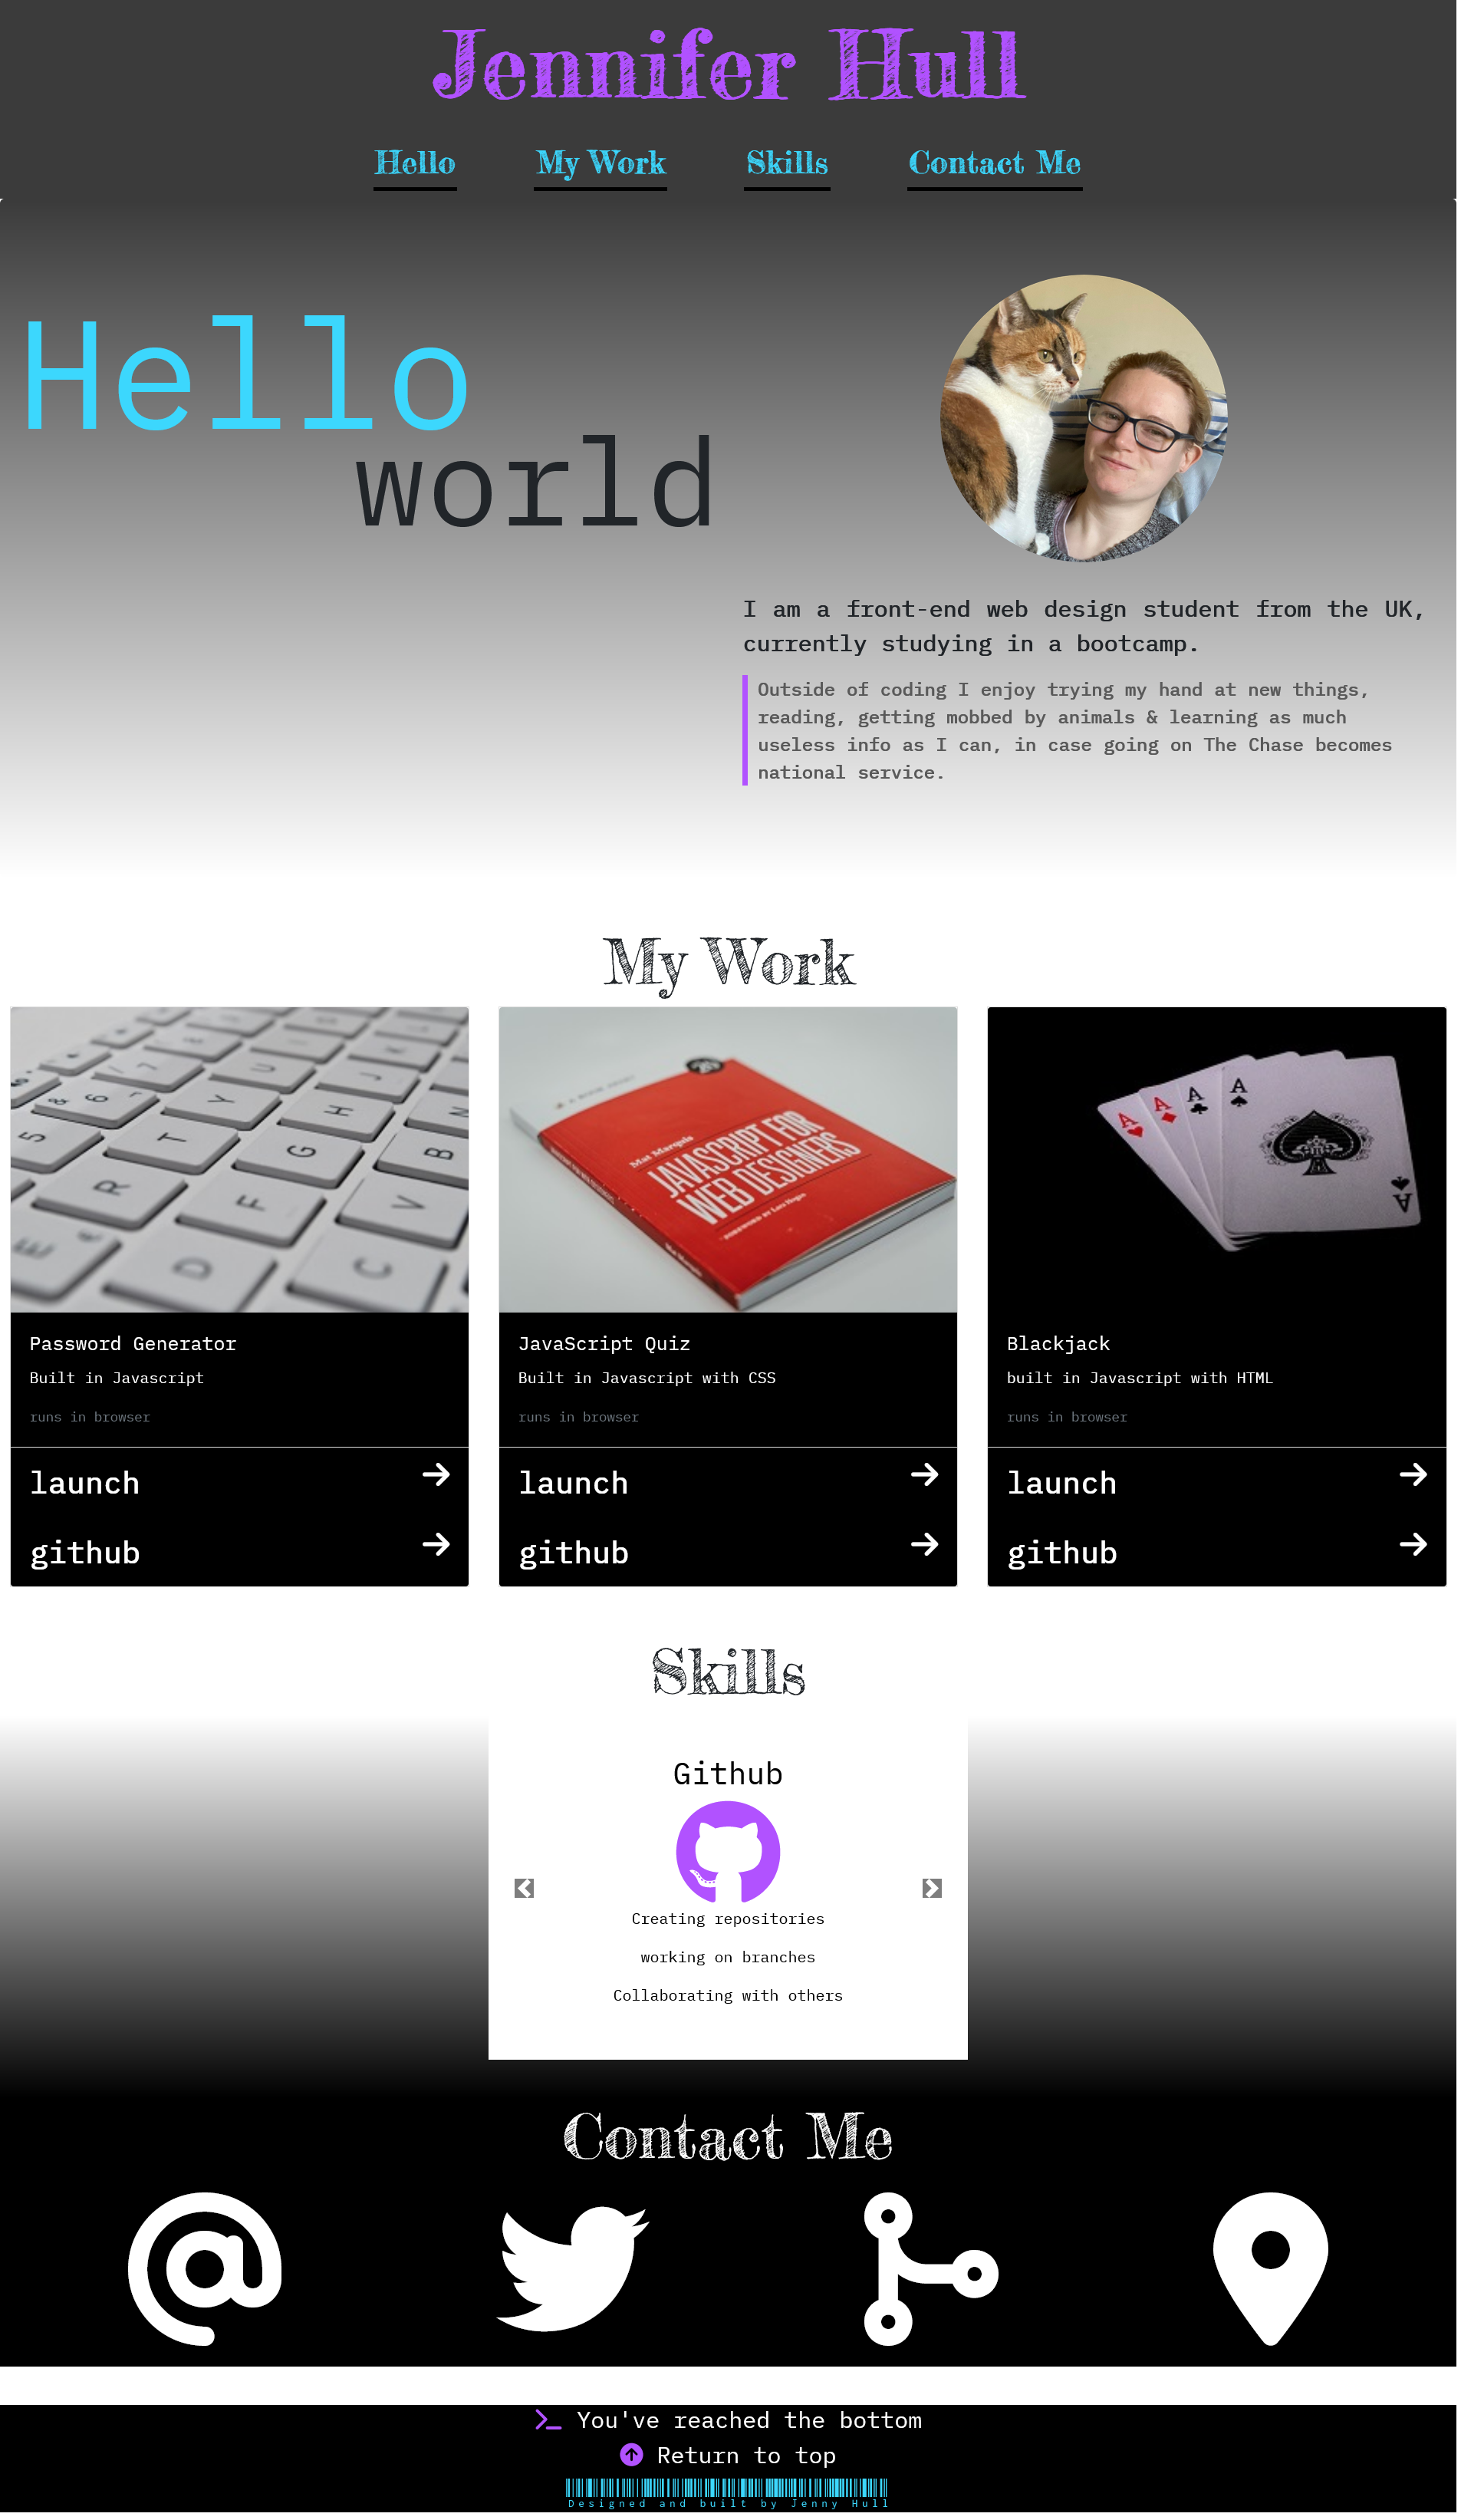 Jennifer Hull
Hello
My Work
Skills
Contact Me
Hello
world
I am a front-end web design student from the UK,
currently studying in a bootcamp.
Outside of coding I enjoy trying my hand at new things,
reading, getting mobbed by animals & learning as much
useless info as I can, in case going on The Chase becomes
national service.
My Work
Mat Marquis
JAVASCRIPT FOR
WEB DESIGNERS
Password Generator
Built in Javascript
runs in browser
launch
github
JavaScript Quiz
Built in Javascript with CSS
runs in browser
launch
github
Blackjack
built in Javascript with HTML
runs in browser
launch
github
Skills
Github
Creating repositories
working on branches
Collaborating with others
Contact Me
You've reached the bottom
Return to top
Designed and built by Jenny Hull